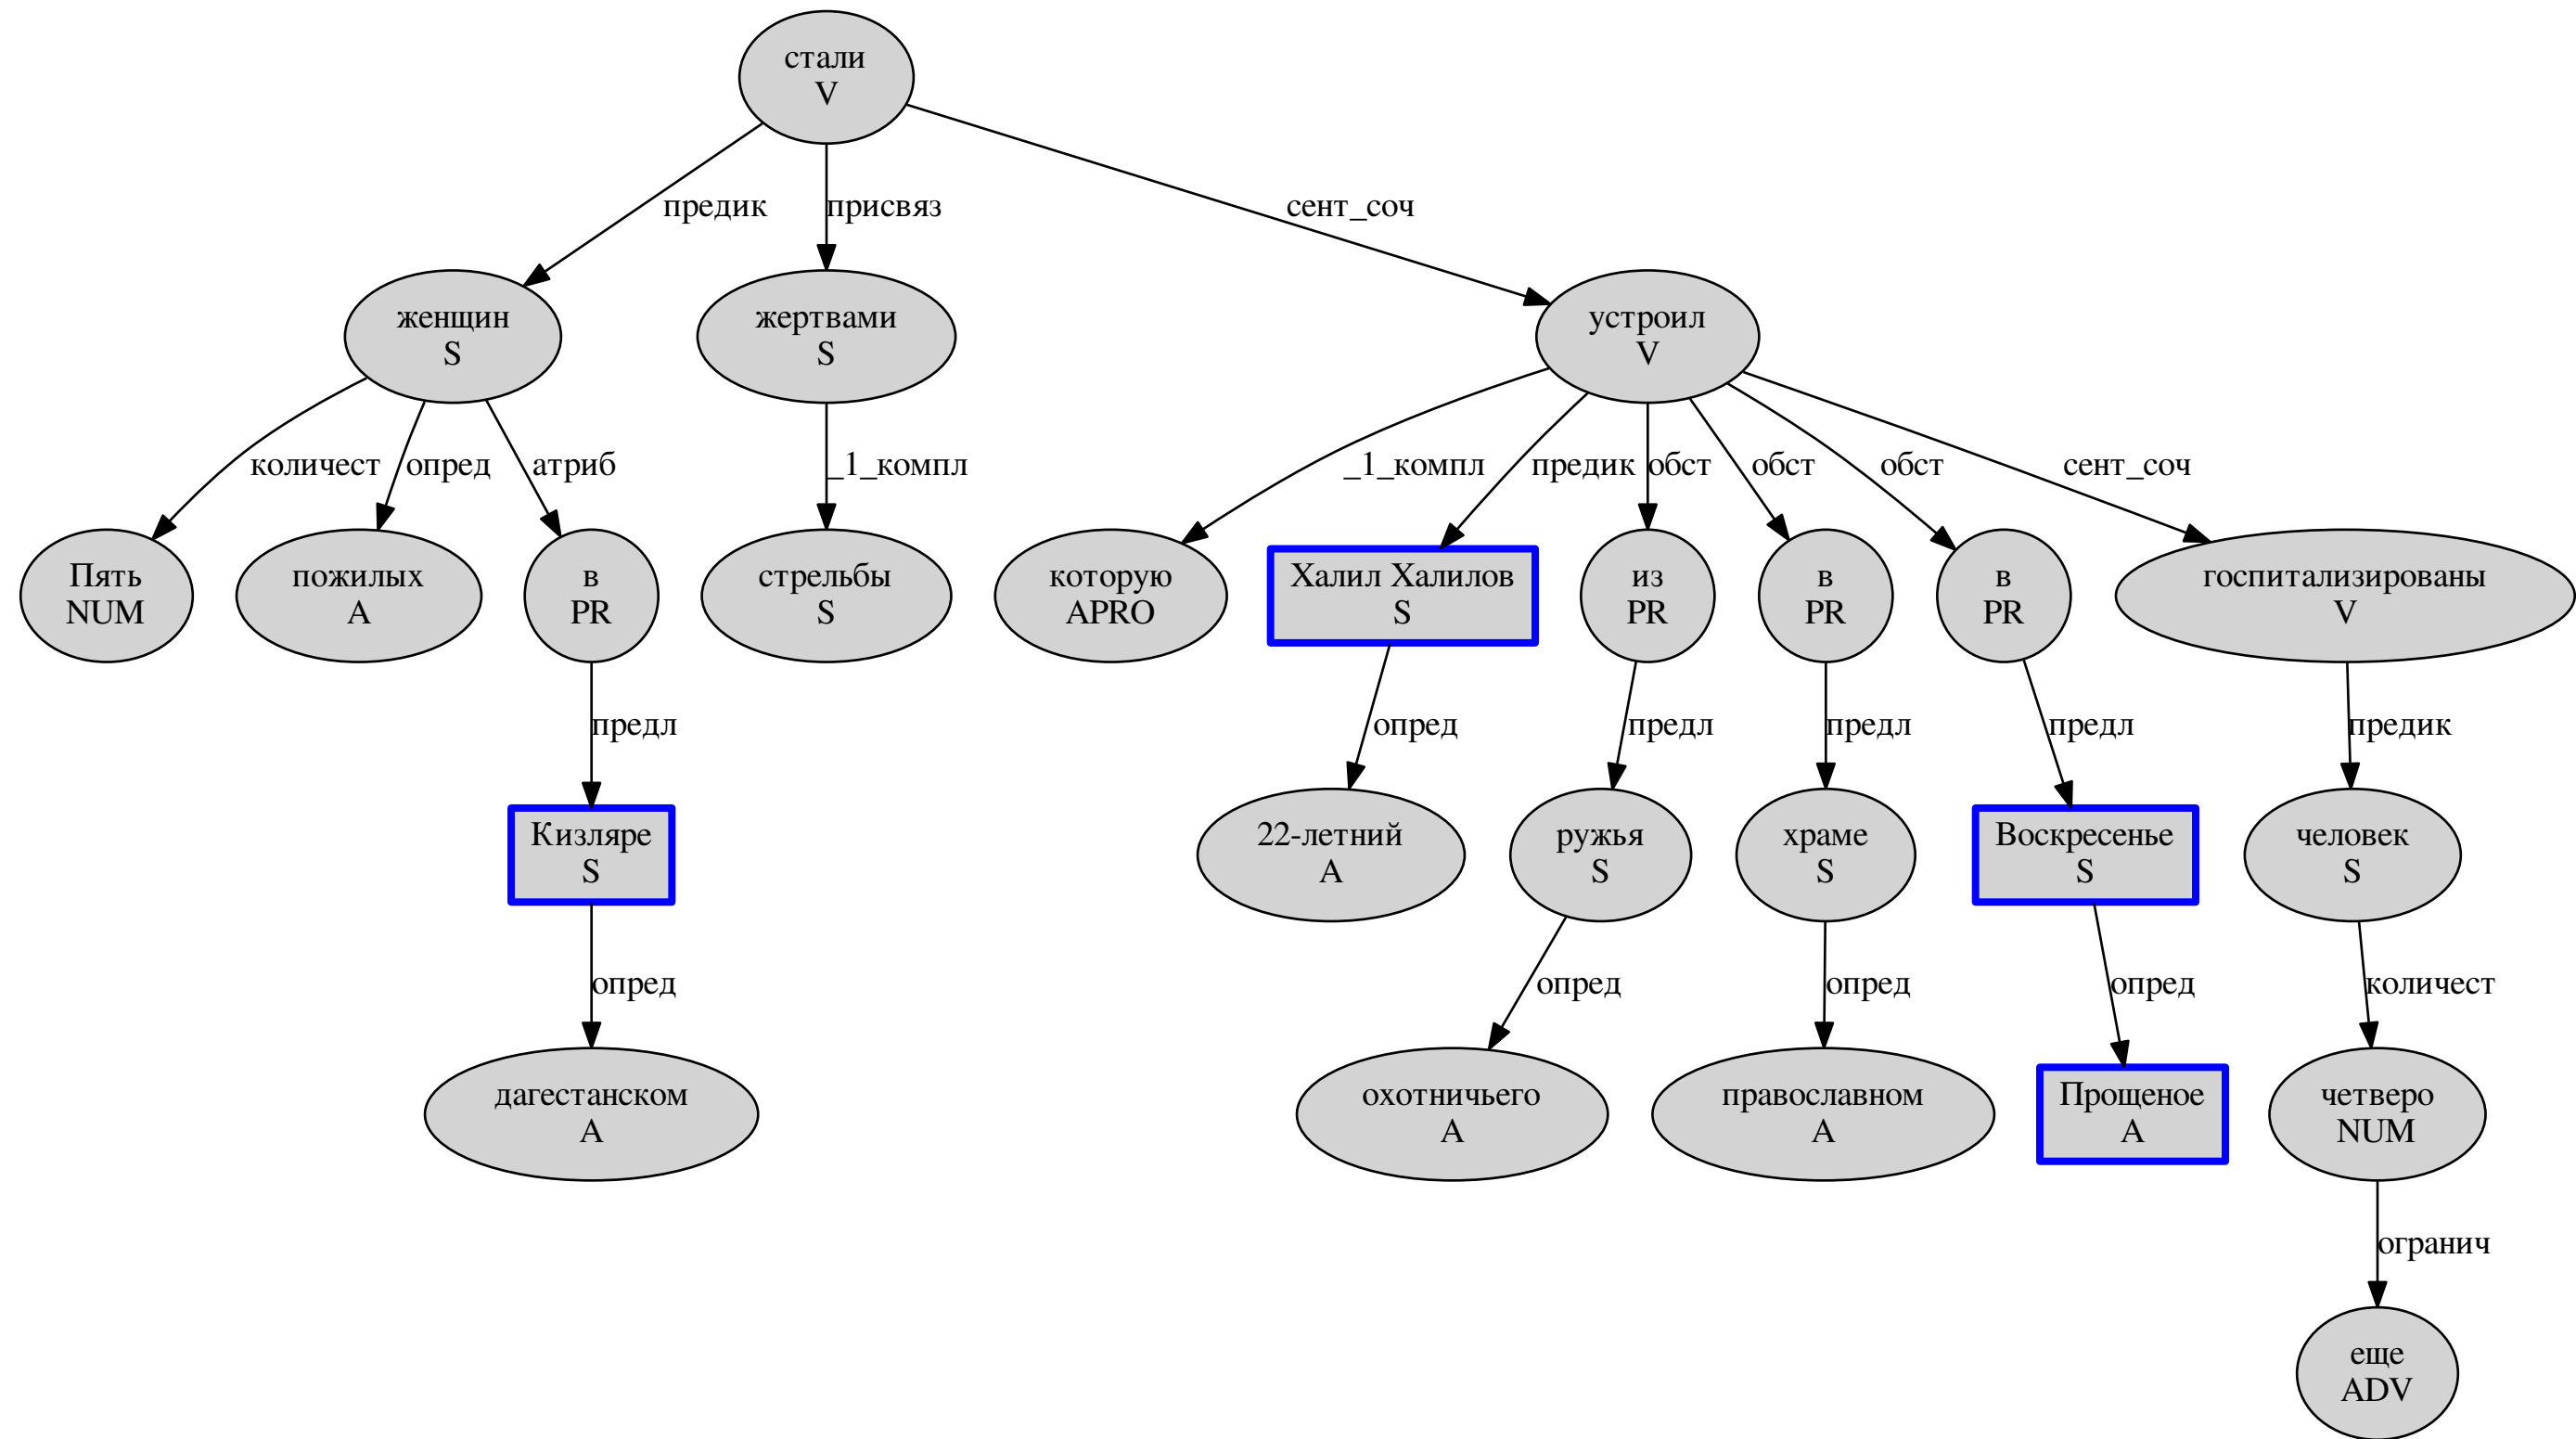 стали
V
предик
присвяз
сент_соч
женщин
S
жертвами
S
устроил
V
количест
опред
атриб
_1_компл
_1_компл
предик
обст
обст
обст
сент_соч
Пять
NUM
пожилых
A
в
PR
стрельбы
S
которую
APRO
Халил Халилов
S
из
PR
в
PR
в
PR
госпитализированы
V
предл
опред
предл
предл
предл
предик
Кизляре
S
22-летний
A
ружья
S
храме
S
Воскресенье
S
человек
S
опред
опред
опред
опред
количест
дагестанском
A
охотничьего
A
православном
A
Прощеное
A
четверо
NUM
огранич
еще
ADV